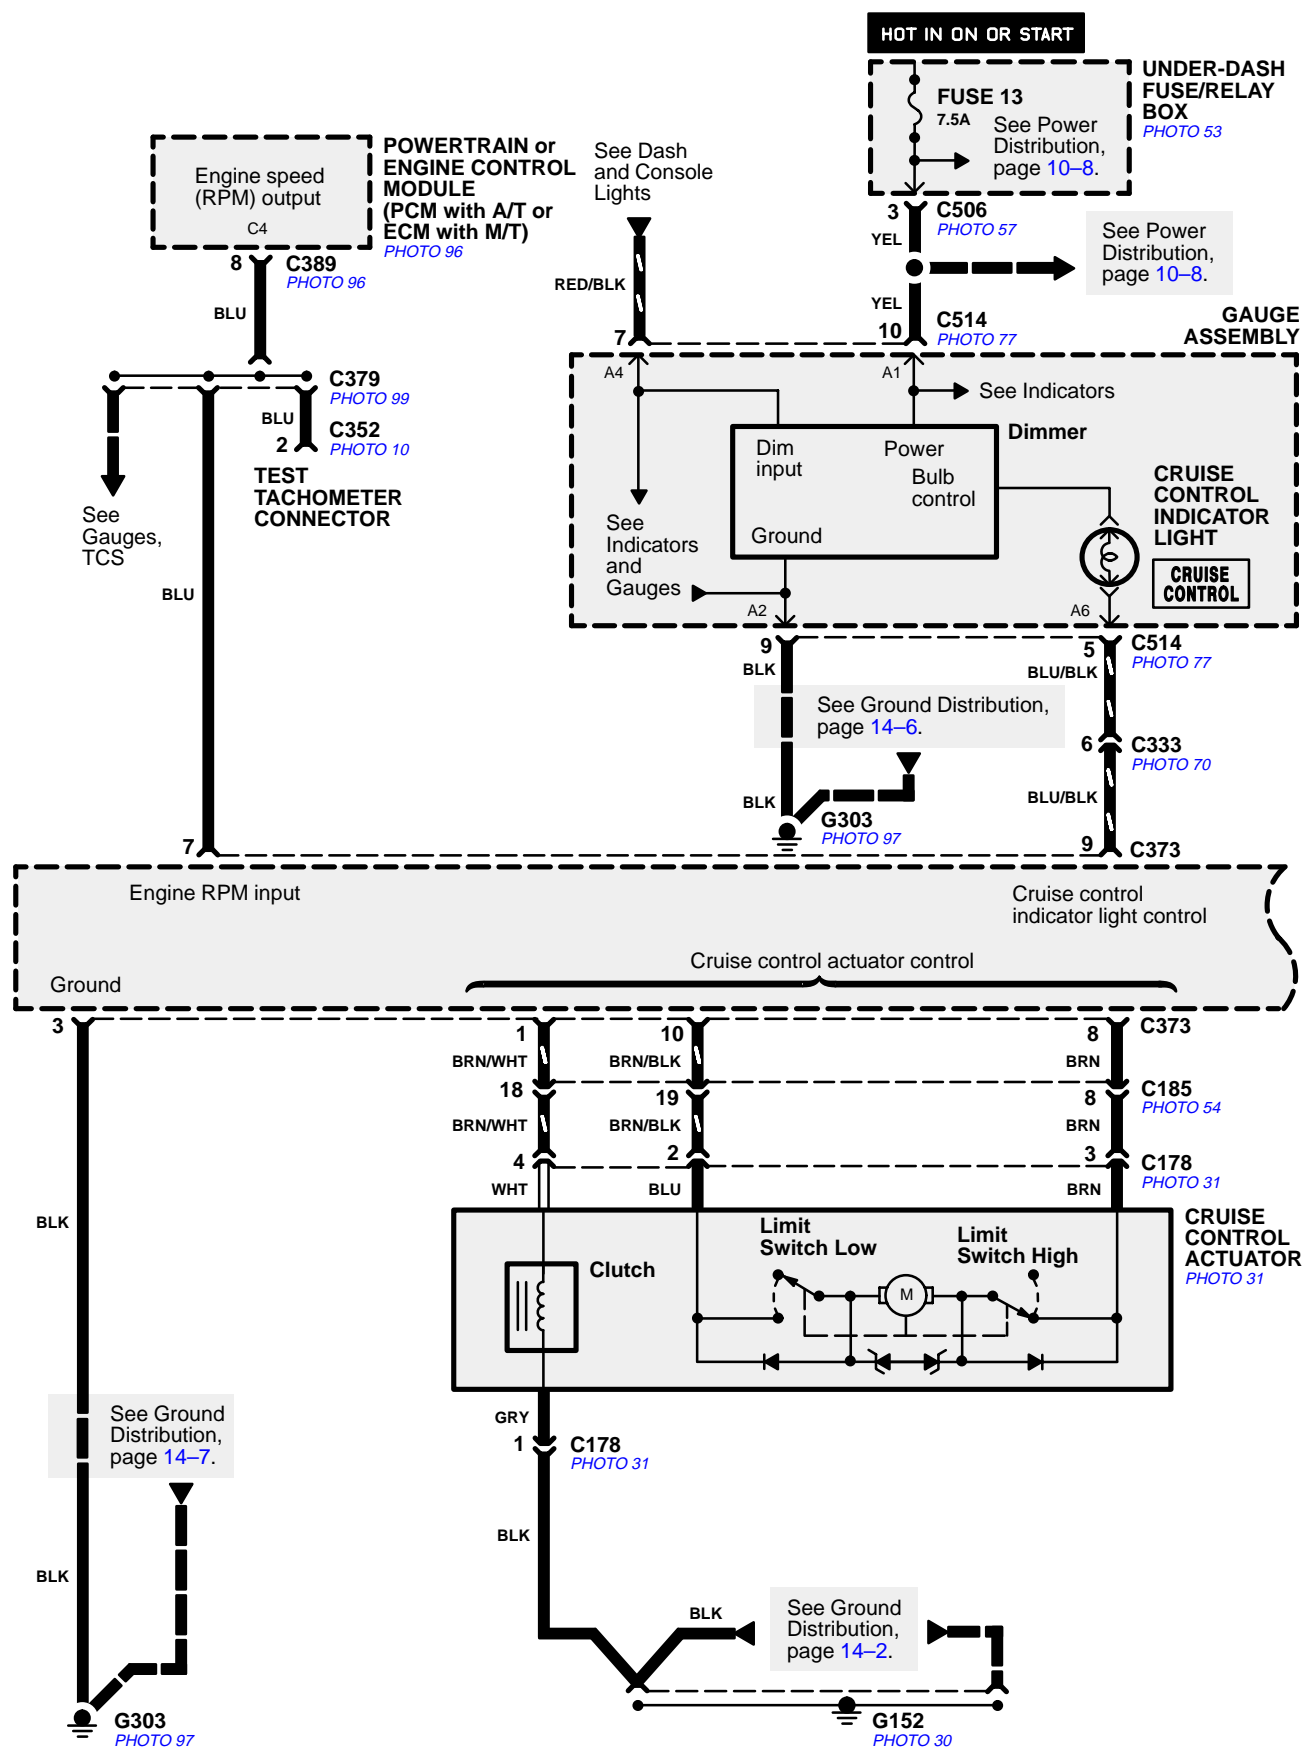 HOT IN ON OR START
UNDER-DASH
FUSE/RELAY
BOX
PHOTO 53
FUSE 13
7.5A
See Power
Distribution,
page 10–8.
POWERTRAIN or
ENGINE CONTROL
MODULE
(PCM with A/T or
ECM with M/T)
PHOTO 96
Engine speed
(RPM) output
C4
See Dash
and Console
Lights
8
C389
PHOTO 96
BLU
3
C506
PHOTO 57
YEL
See Power
Distribution,
page 10–8.
RED/BLK
YEL
7
10
C514
PHOTO 77
GAUGE
ASSEMBLY
C379
PHOTO 99
BLU
2
C352
PHOTO 10
TEST
TACHOMETER
CONNECTOR
See
Gauges,
TCS
BLU
A4
A1
See Indicators
Dimmer
Dim
input
Power
Bulb
control
Ground
See
Indicators
and
Gauges
CRUISE
CONTROL
INDICATOR
LIGHT
CRUISE
CONTROL
A2
A6
9
BLK
5
C514
PHOTO 77
BLU/BLK
See Ground Distribution,
page 14–6.
6
C333
PHOTO 70
BLK
BLU/BLK
G303
PHOTO 97
7
9
C373
Engine RPM input
Cruise control
indicator light control
Cruise control actuator control
Ground
3
1
10
8
C373
BRN/WHT
BRN/BLK
BRN
18
19
8
C185
PHOTO 54
BRN/WHT
BRN/BLK
BRN
4
2
3
C178
PHOTO 31
WHT
BLU
BRN
BLK
CRUISE
CONTROL
ACTUATOR
PHOTO 31
Clutch
Limit
Switch Low
Limit
Switch High
M
GRY
1
C178
PHOTO 31
See Ground
Distribution,
page 14–7.
BLK
BLK
BLK
See Ground
Distribution,
page 14–2.
G303
PHOTO 97
G152
PHOTO 30